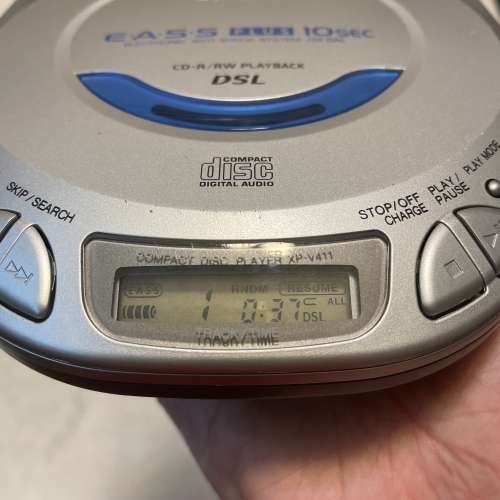 E·A·S·S PLUS 10SEC
CD-R/RW PLAYBACK
DSL
COMPACT
disc
DIGITAL AUDIO
SKIP/SEARCH
STOP/OFF
CHARGE
PLAY/
PAUSE
PLAY MODE
COMPACT DISC PLAYER XP-V411
EASS RNDM RESUME
1 0:37 ALL
DSL
TRACK/TIME